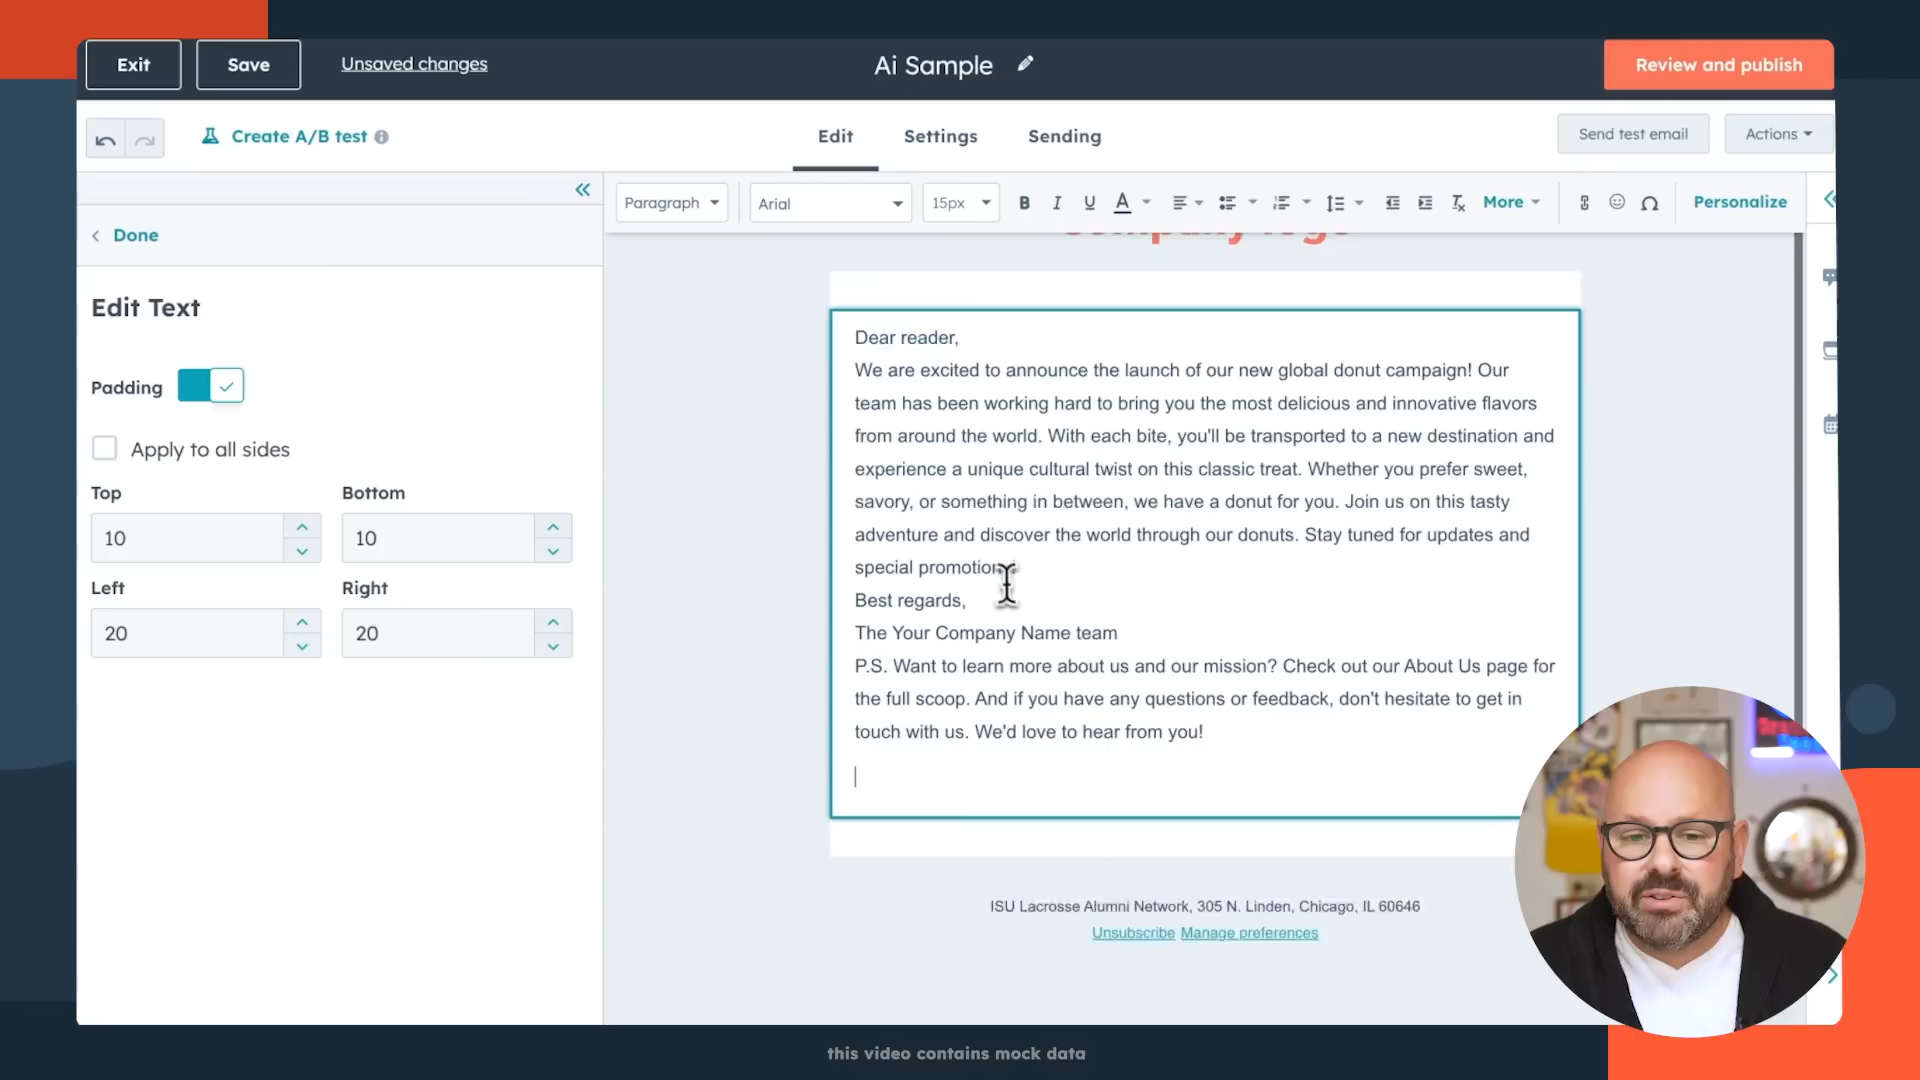 Exit
Save
Unsaved changes
Ai Sample
Review and publish
Create A/B test
Edit
Settings
Sending
Send test email
Actions
Done
Paragraph
Arial
15px
B I U A
More
Personalize
Edit Text
Padding
Apply to all sides
Top
Bottom
10
10
Left
Right
20
20
Company logo
Dear reader,
We are excited to announce the launch of our new global donut campaign! Our
team has been working hard to bring you the most delicious and innovative flavors
from around the world. With each bite, you'll be transported to a new destination and
experience a unique cultural twist on this classic treat. Whether you prefer sweet,
savory, or something in between, we have a donut for you. Join us on this tasty
adventure and discover the world through our donuts. Stay tuned for updates and
special promotion
Best regards,
The Your Company Name team
P.S. Want to learn more about us and our mission? Check out our About Us page for
the full scoop. And if you have any questions or feedback, don't hesitate to get in
touch with us. We'd love to hear from you!
ISU Lacrosse Alumni Network, 305 N. Linden, Chicago, IL 60646
Unsubscribe Manage preferences
this video contains mock data